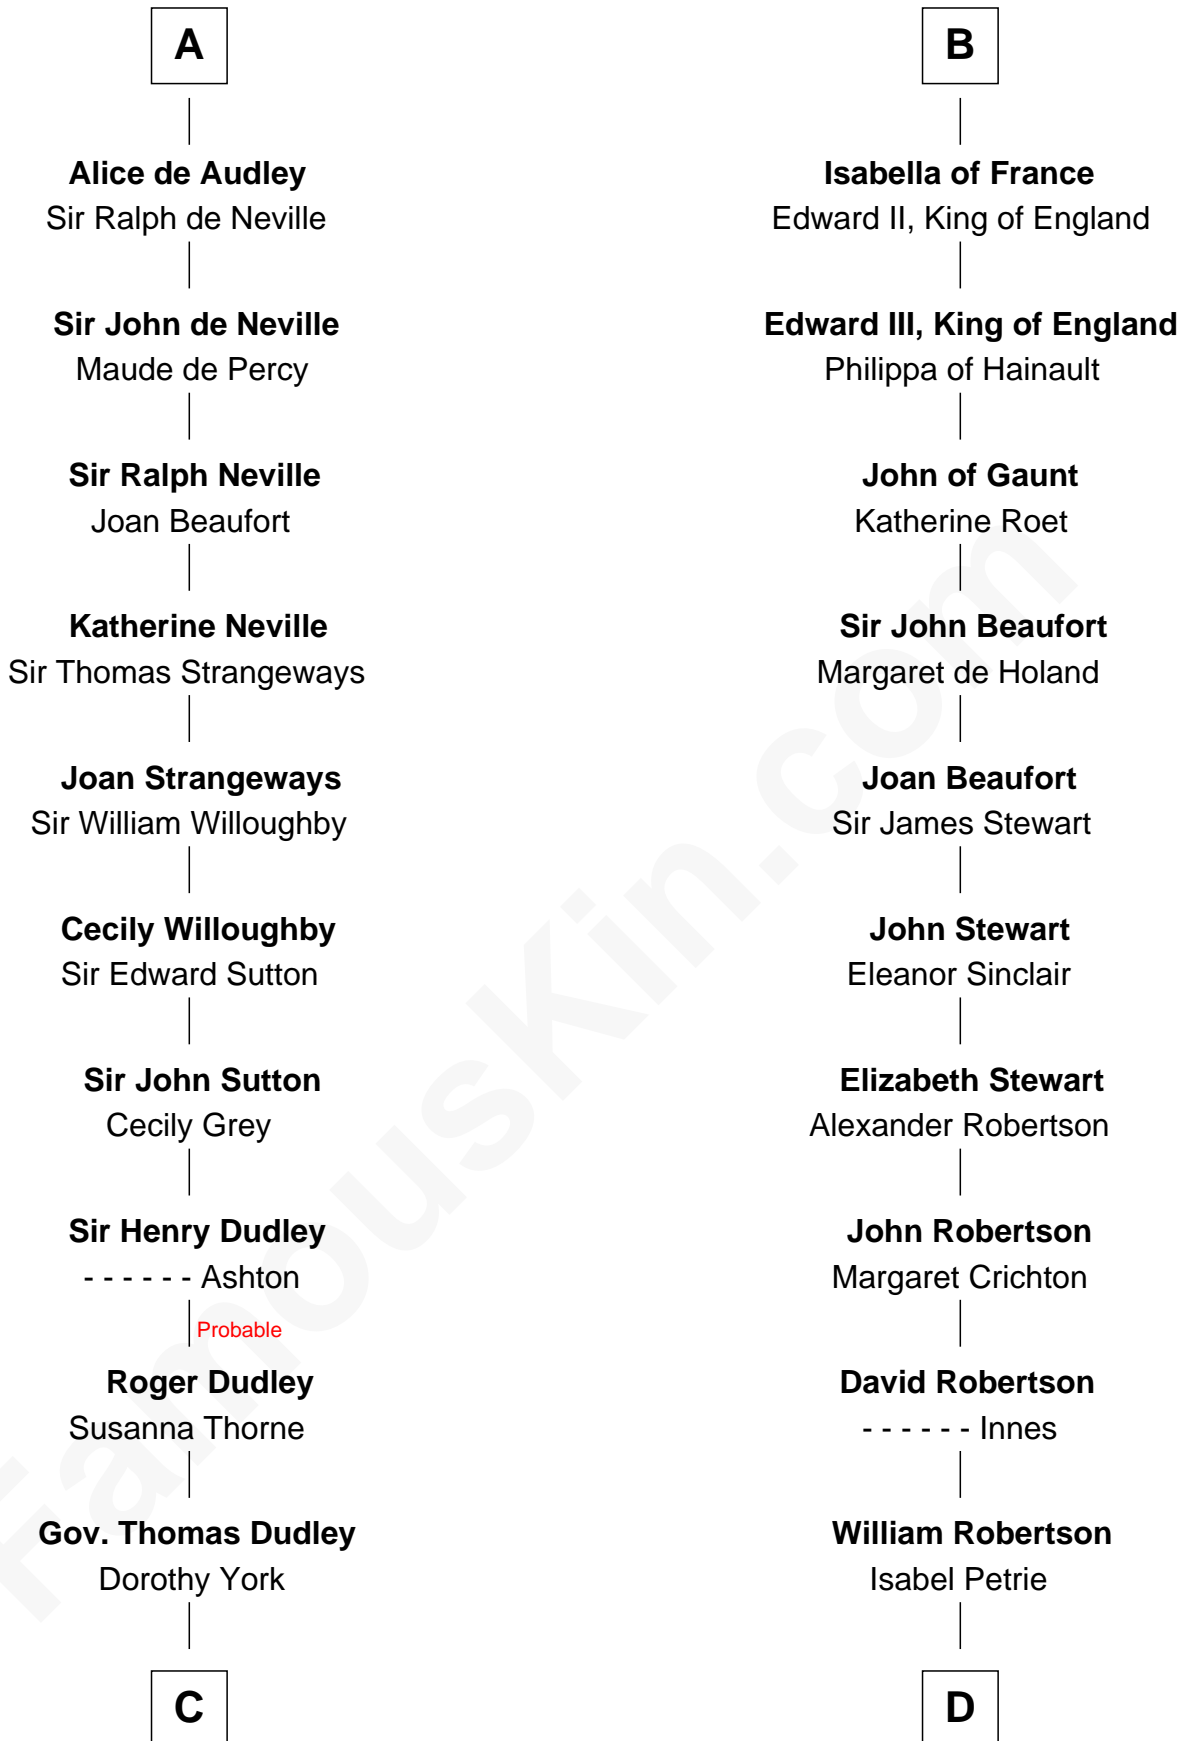 A
Alice de Audley
Sir Ralph de Neville
Sir John de Neville
Maude de Percy
Sir Ralph Neville
Joan Beaufort
Katherine Neville
Sir Thomas Strangeways
Joan Strangeways
Sir William Willoughby
Cecily Willoughby
Sir Edward Sutton
Sir John Sutton
Cecily Grey
Sir Henry Dudley
- - - - - - Ashton
Probable
Roger Dudley
Susanna Thorne
Gov. Thomas Dudley
Dorothy York
C
B
Isabella of France
Edward II, King of England
Edward III, King of England
Philippa of Hainault
John of Gaunt
Katherine Roet
Sir John Beaufort
Margaret de Holand
Joan Beaufort
Sir James Stewart
John Stewart
Eleanor Sinclair
Elizabeth Stewart
Alexander Robertson
John Robertson
Margaret Crichton
David Robertson
- - - - - - Innes
William Robertson
Isabel Petrie
D
FamousKin.com